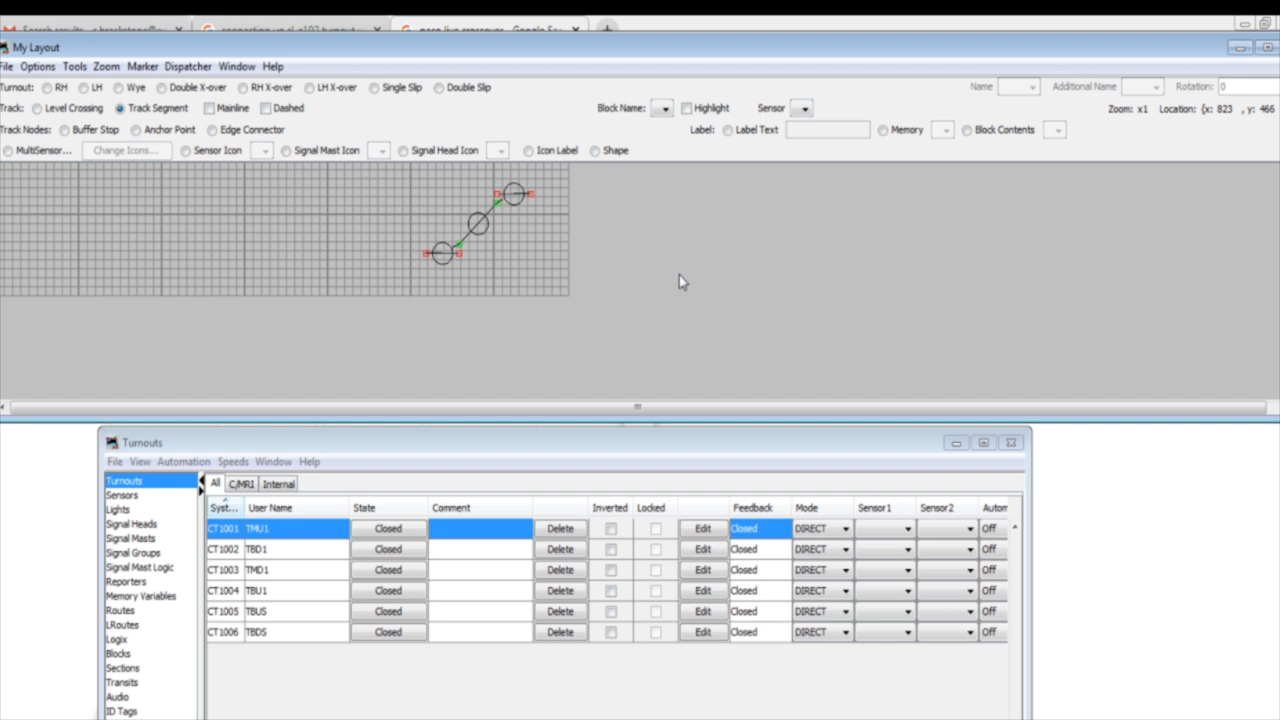 My Layout
File Options Tools Zoom Marker Dispatcher Window Help
Turnout: RH LH Wye Double X-over RH X-over LH X-over Single Slip Double Slip Name Additional Name Rotation: 0
Track: Level Crossing Track Segment Mainline Dashed Block Name: Highlight Sensor Zoom: x1 Location: {x: 823 , y: 466
Track Nodes: Buffer Stop Anchor Point Edge Connector Label: Label Text Memory Block Contents
MultiSensor... Change Icons... Sensor Icon Signal Mast Icon Signal Head Icon Icon Label Shape
Turnouts
File View Automation Speeds Window Help
Turnouts
Sensors
Lights
Signal Heads
Signal Masts
Signal Groups
Signal Mast Logic
Reporters
Memory Variables
Routes
LRoutes
Logix
Blocks
Sections
Transits
Audio
ID Tags
All C/MRI Internal
Syst... User Name State Comment Inverted Locked Feedback Mode Sensor1 Sensor2 Autom
CT1001 TMU1 Closed Delete Edit Closed DIRECT Off
CT1002 TBD1 Closed Delete Edit Closed DIRECT Off
CT1003 TMD1 Closed Delete Edit Closed DIRECT Off
CT1004 TBU1 Closed Delete Edit Closed DIRECT Off
CT1005 TBUS Closed Delete Edit Closed DIRECT Off
CT1006 TBDS Closed Delete Edit Closed DIRECT Off